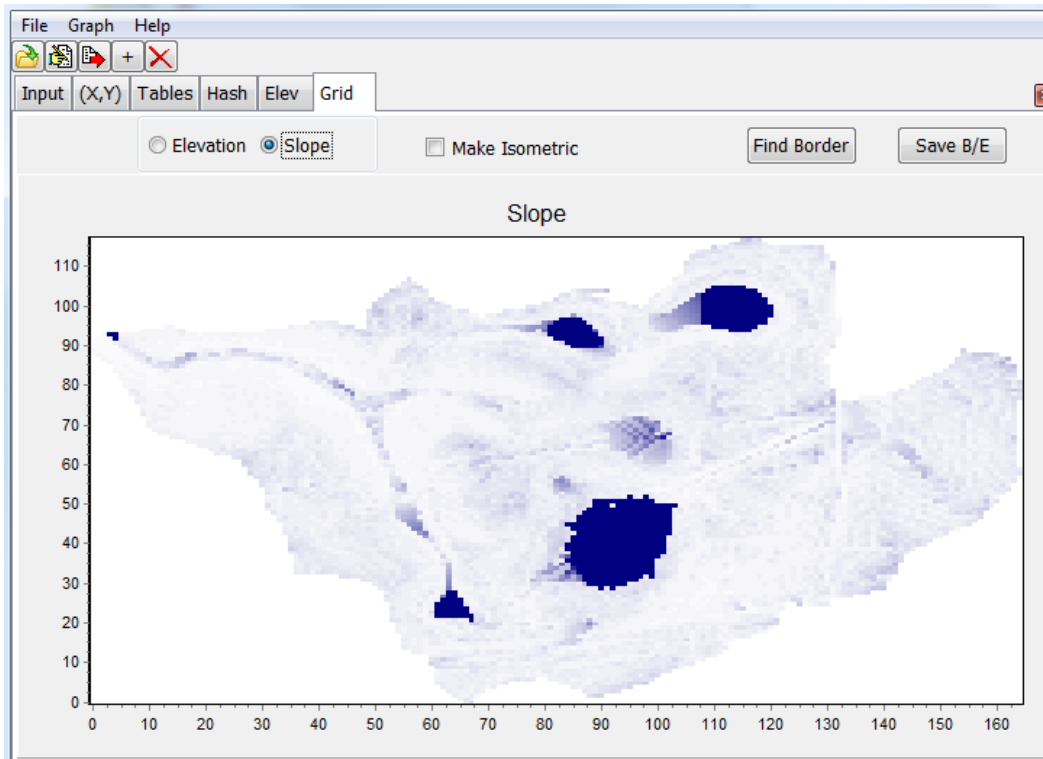 File Graph Help
+
Input (X,Y) Tables Hash Elev Grid
Elevation Slope Make Isometric Find Border Save B/E
Slope
110
100
90
80
70
60
50
40
30
20
10
0
0 10 20 30 40 50 60 70 80 90 100 110 120 130 140 150 160